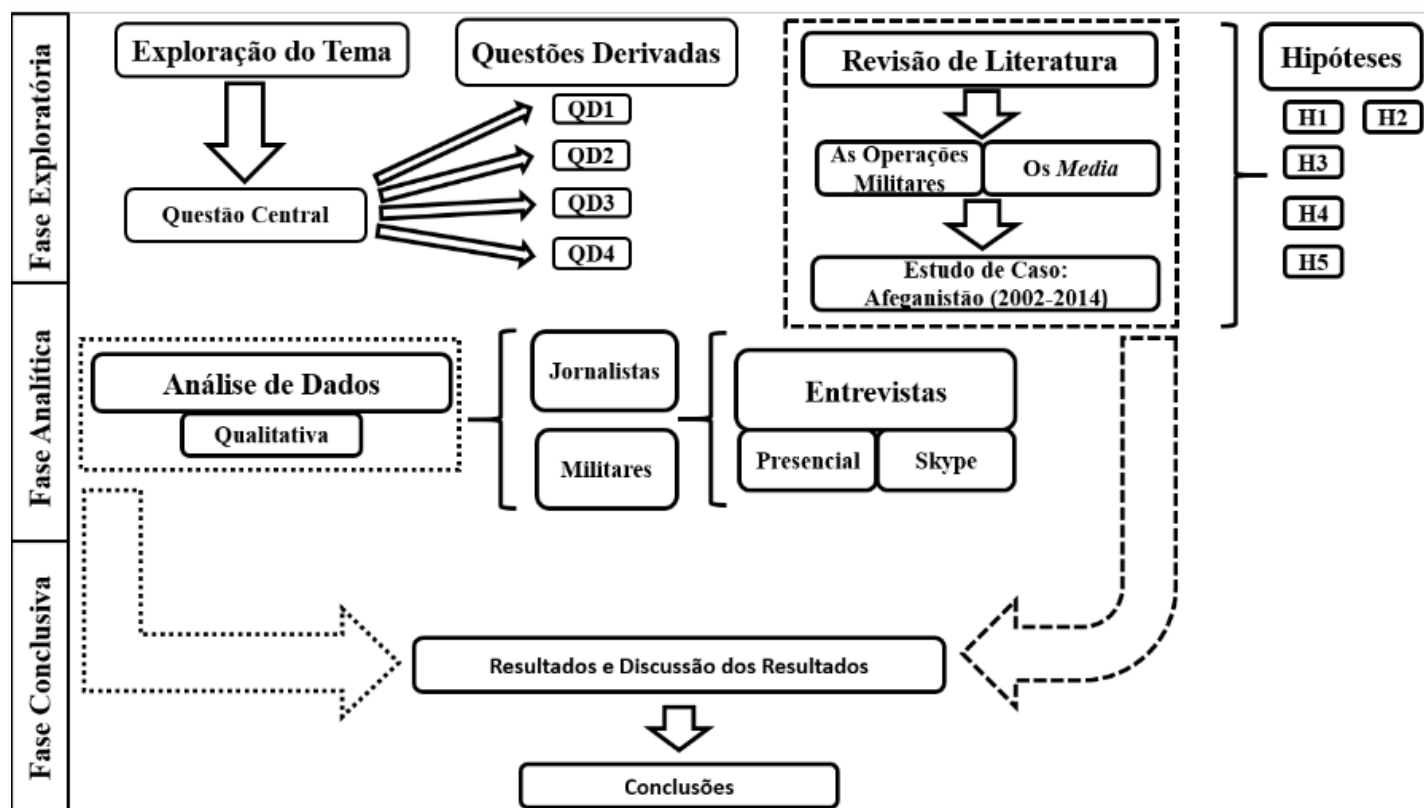 Fase Exploratória
Exploração do Tema
Questão Central
Questões Derivadas
QD1
QD2
QD3
QD4
Revisão de Literatura
As Operações
Militares
Os Media
Estudo de Caso:
Afeganistão (2002-2014)
Hipóteses
H1
H2
H3
H4
H5
Fase Analítica
Análise de Dados
Qualitativa
Jornalistas
Militares
Entrevistas
Presencial
Skype
Fase Conclusiva
Resultados e Discussão dos Resultados
Conclusões